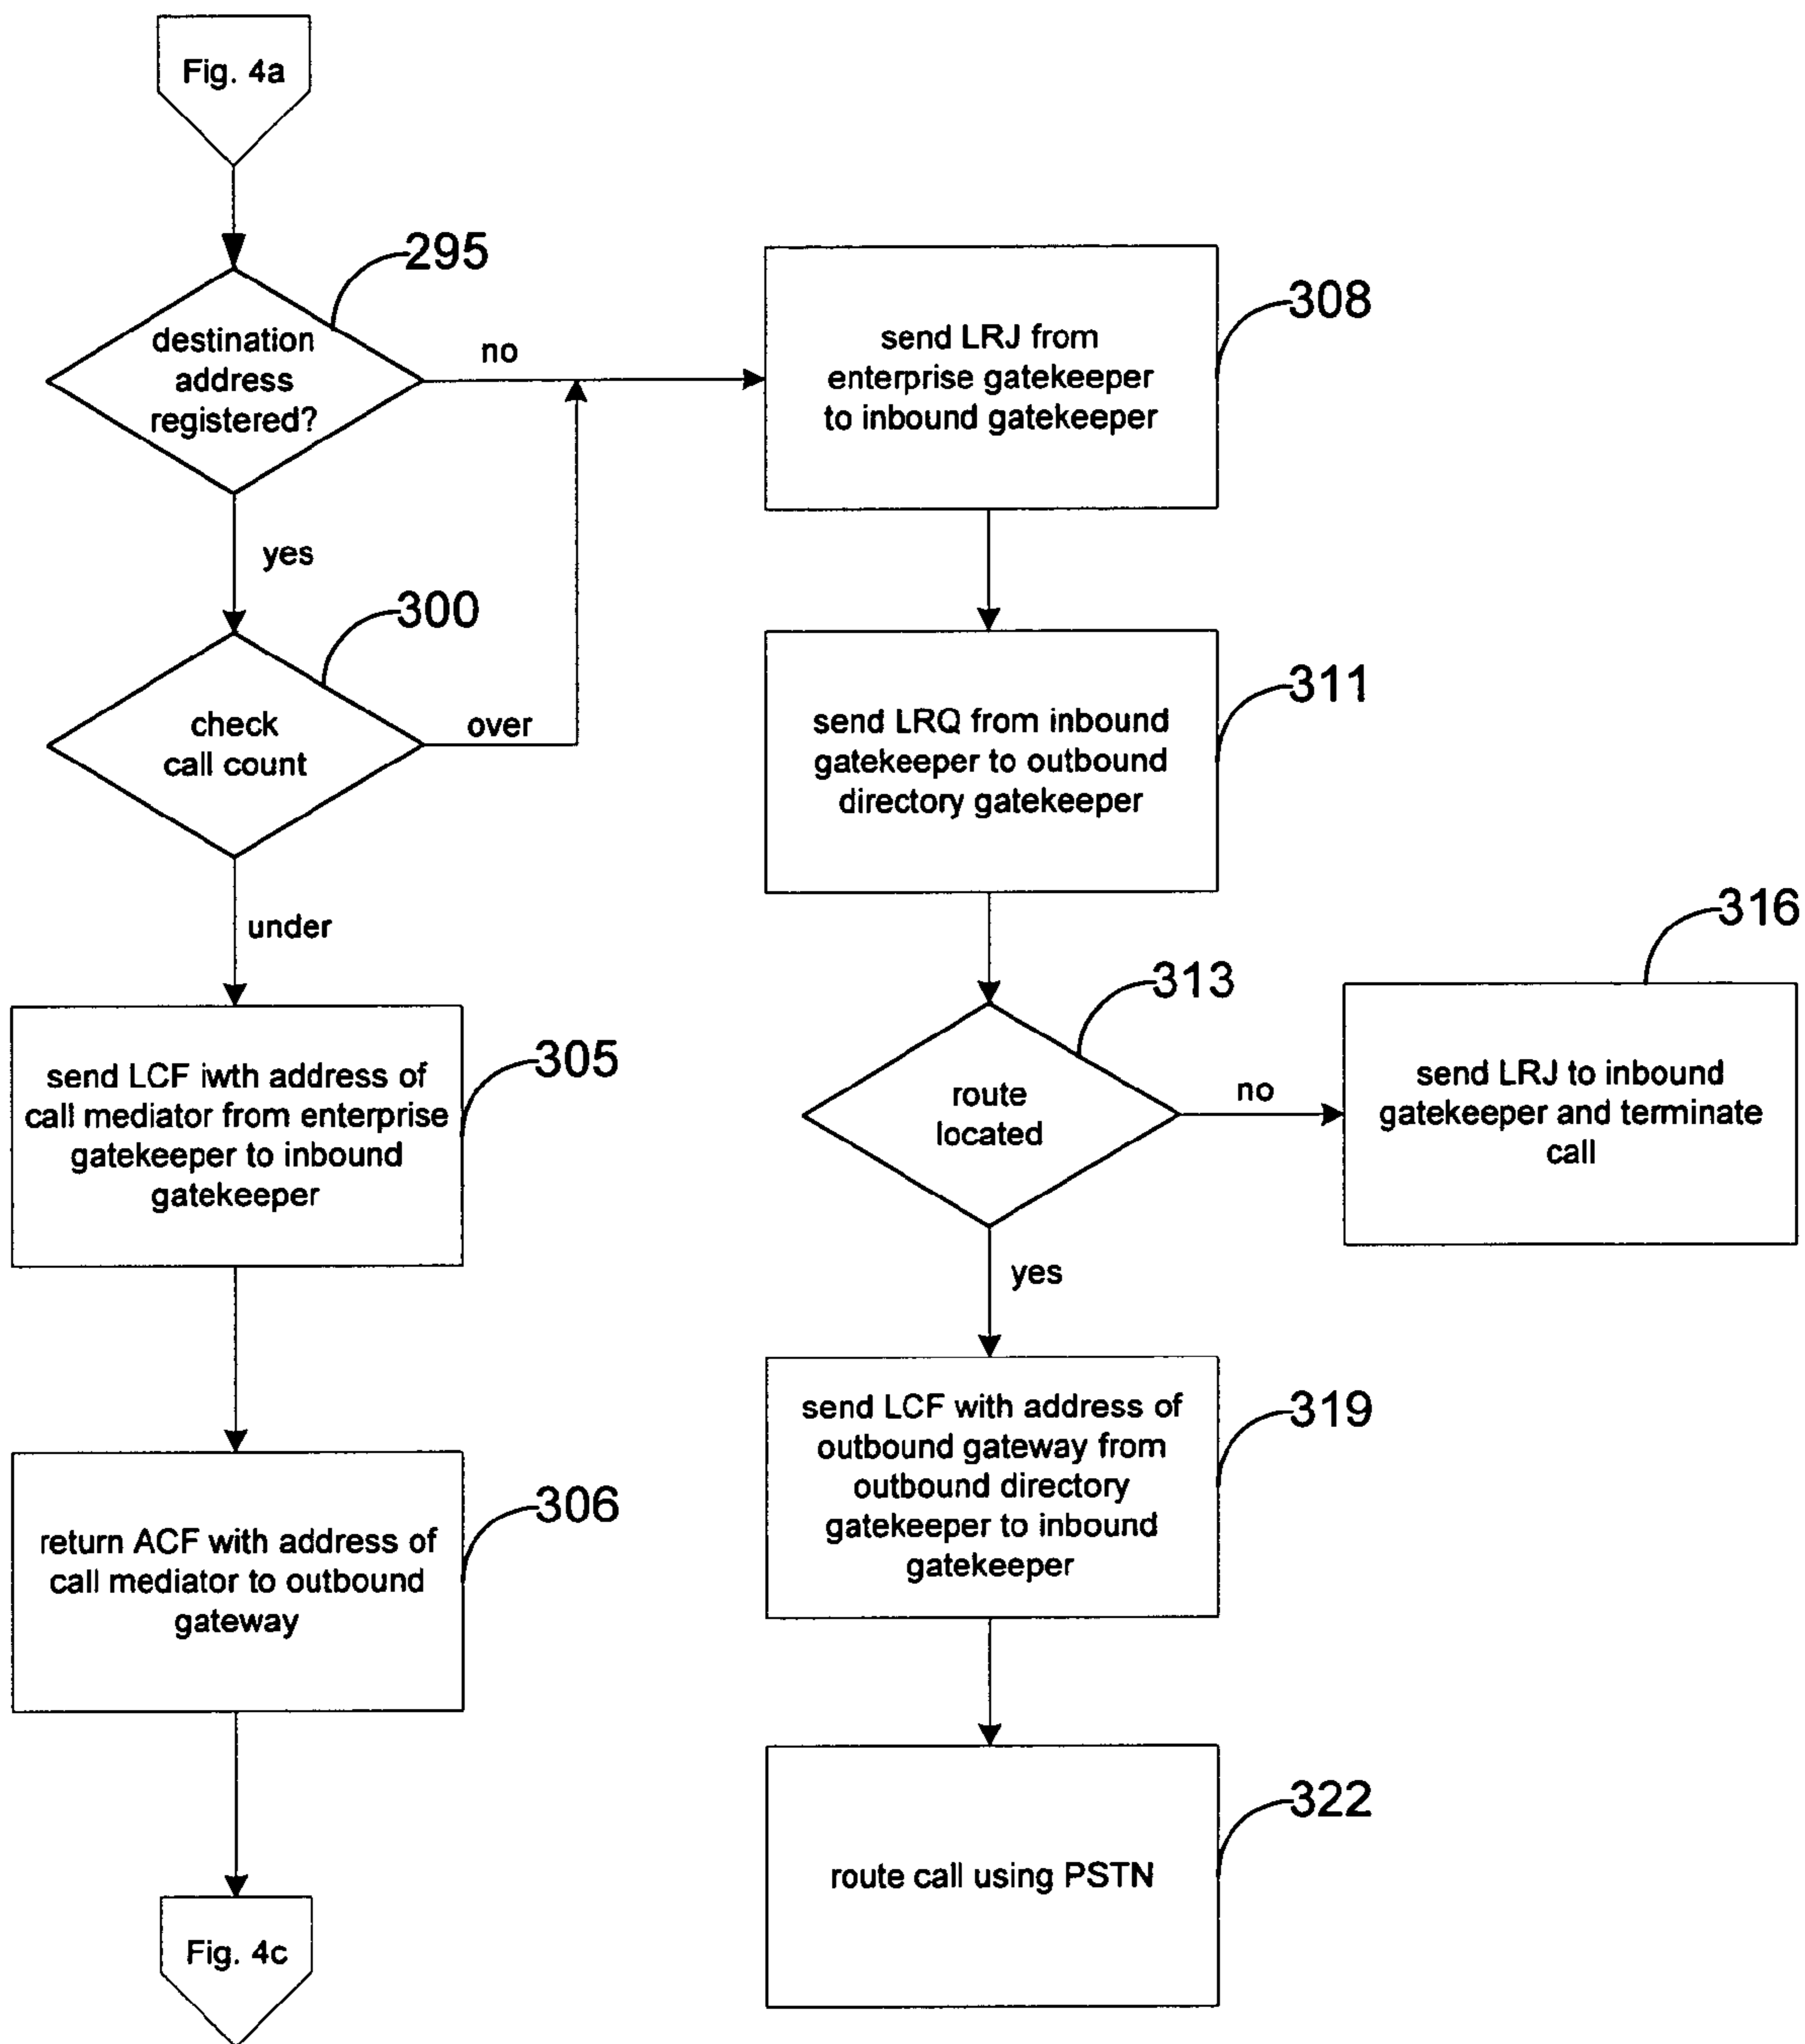 Fig. 4a
295
destination
address
registered?
no
yes
308
send LRJ from
enterprise gatekeeper
to inbound gatekeeper
300
check
call count
over
under
311
send LRQ from inbound
gatekeeper to outbound
directory gatekeeper
305
send LCF iwth address of
call mediator from enterprise
gatekeeper to inbound
gatekeeper
313
route
located
no
yes
316
send LRJ to inbound
gatekeeper and terminate
call
306
return ACF with address of
call mediator to outbound
gateway
319
send LCF with address of
outbound gateway from
outbound directory
gatekeeper to inbound
gatekeeper
322
route call using PSTN
Fig. 4c